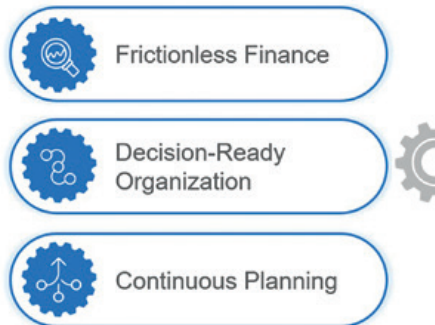 Frictionless Finance
Decision-Ready
Organization
Continuous Planning